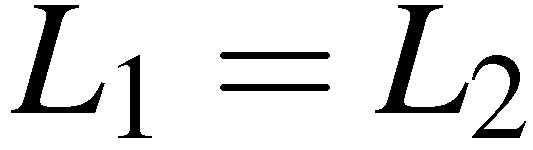 L₁ = L₂